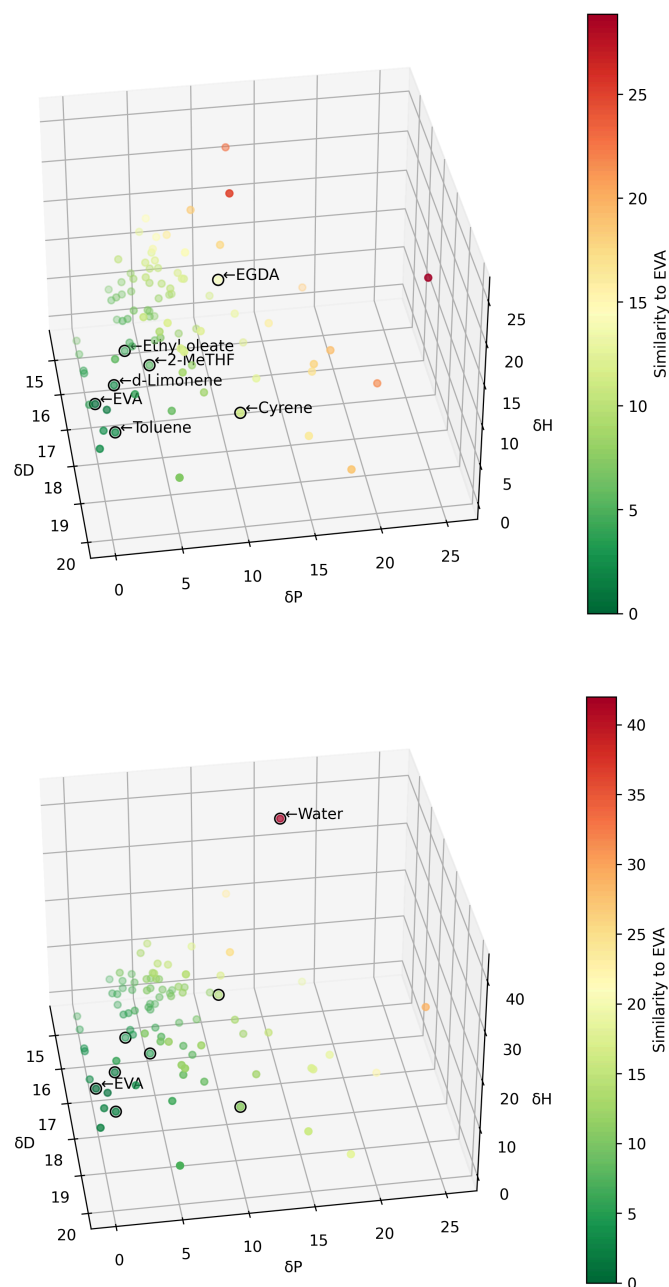 25
20
15
10
5
0
Similarity to EVA
←EGDA
←Ethyl oleate
←2-MeTHF
←d-Limonene
←EVA
←Cyrene
←Toluene
15
16
17
18
19
20
δD
0
5
10
15
20
25
δP
25
20
15
10
5
0
δH
40
35
30
25
20
15
10
5
0
Similarity to EVA
←Water
←EVA
15
16
17
18
19
20
δD
0
5
10
15
20
25
δP
40
30
20
10
0
δH